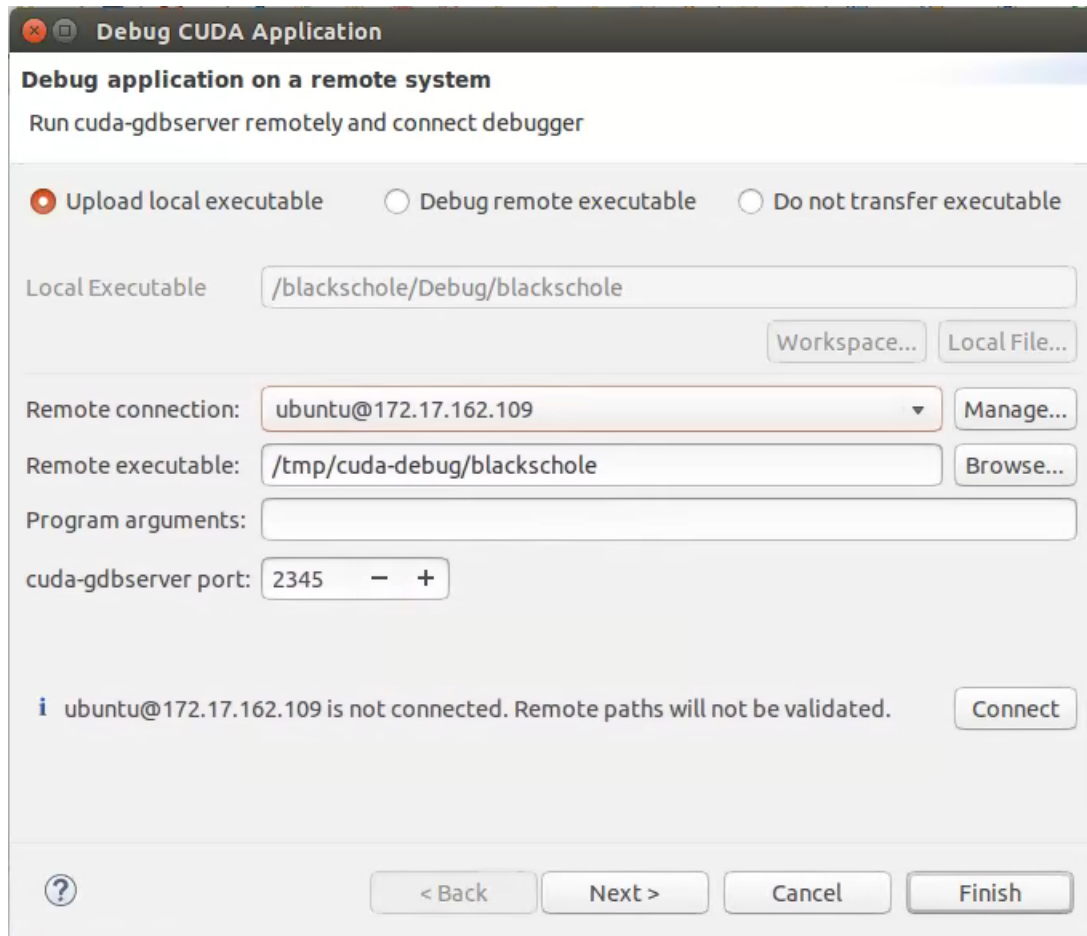 Debug CUDA Application
Debug application on a remote system
Run cuda-gdbserver remotely and connect debugger
Upload local executable Debug remote executable Do not transfer executable
Local Executable /blackschole/Debug/blackschole
Workspace... Local File...
Remote connection: ubuntu@172.17.162.109 Manage...
Remote executable: /tmp/cuda-debug/blackschole Browse...
Program arguments:
cuda-gdbserver port: 2345 − +
i ubuntu@172.17.162.109 is not connected. Remote paths will not be validated. Connect
? < Back Next > Cancel Finish